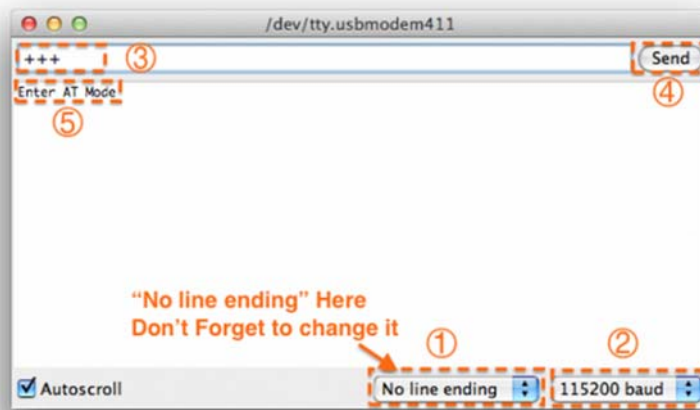 /dev/tty.usbmodem411
+++ ③ Send
④
Enter AT Mode
⑤
“No line ending” Here
Don't Forget to change it
① ②
Autoscroll No line ending 115200 baud